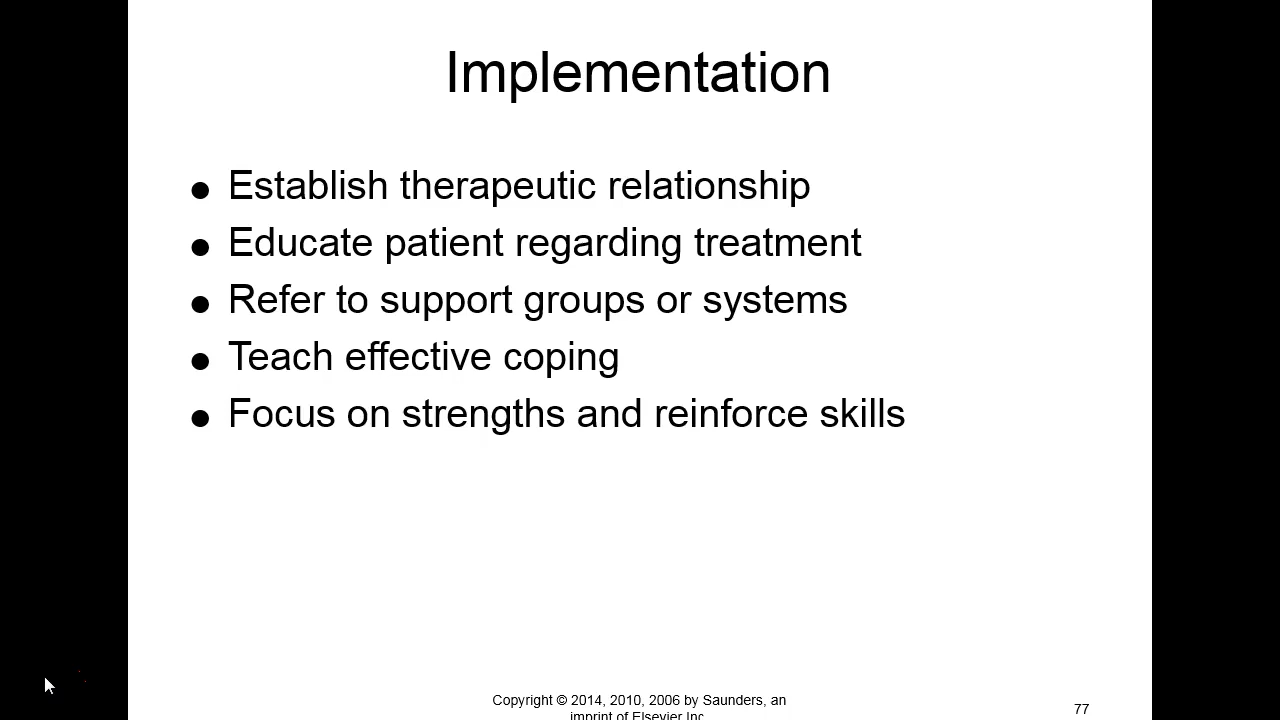 Implementation
● Establish therapeutic relationship
● Educate patient regarding treatment
● Refer to support groups or systems
● Teach effective coping
● Focus on strengths and reinforce skills
Copyright © 2014, 2010, 2006 by Saunders, an
imprint of Elsevier Inc
77